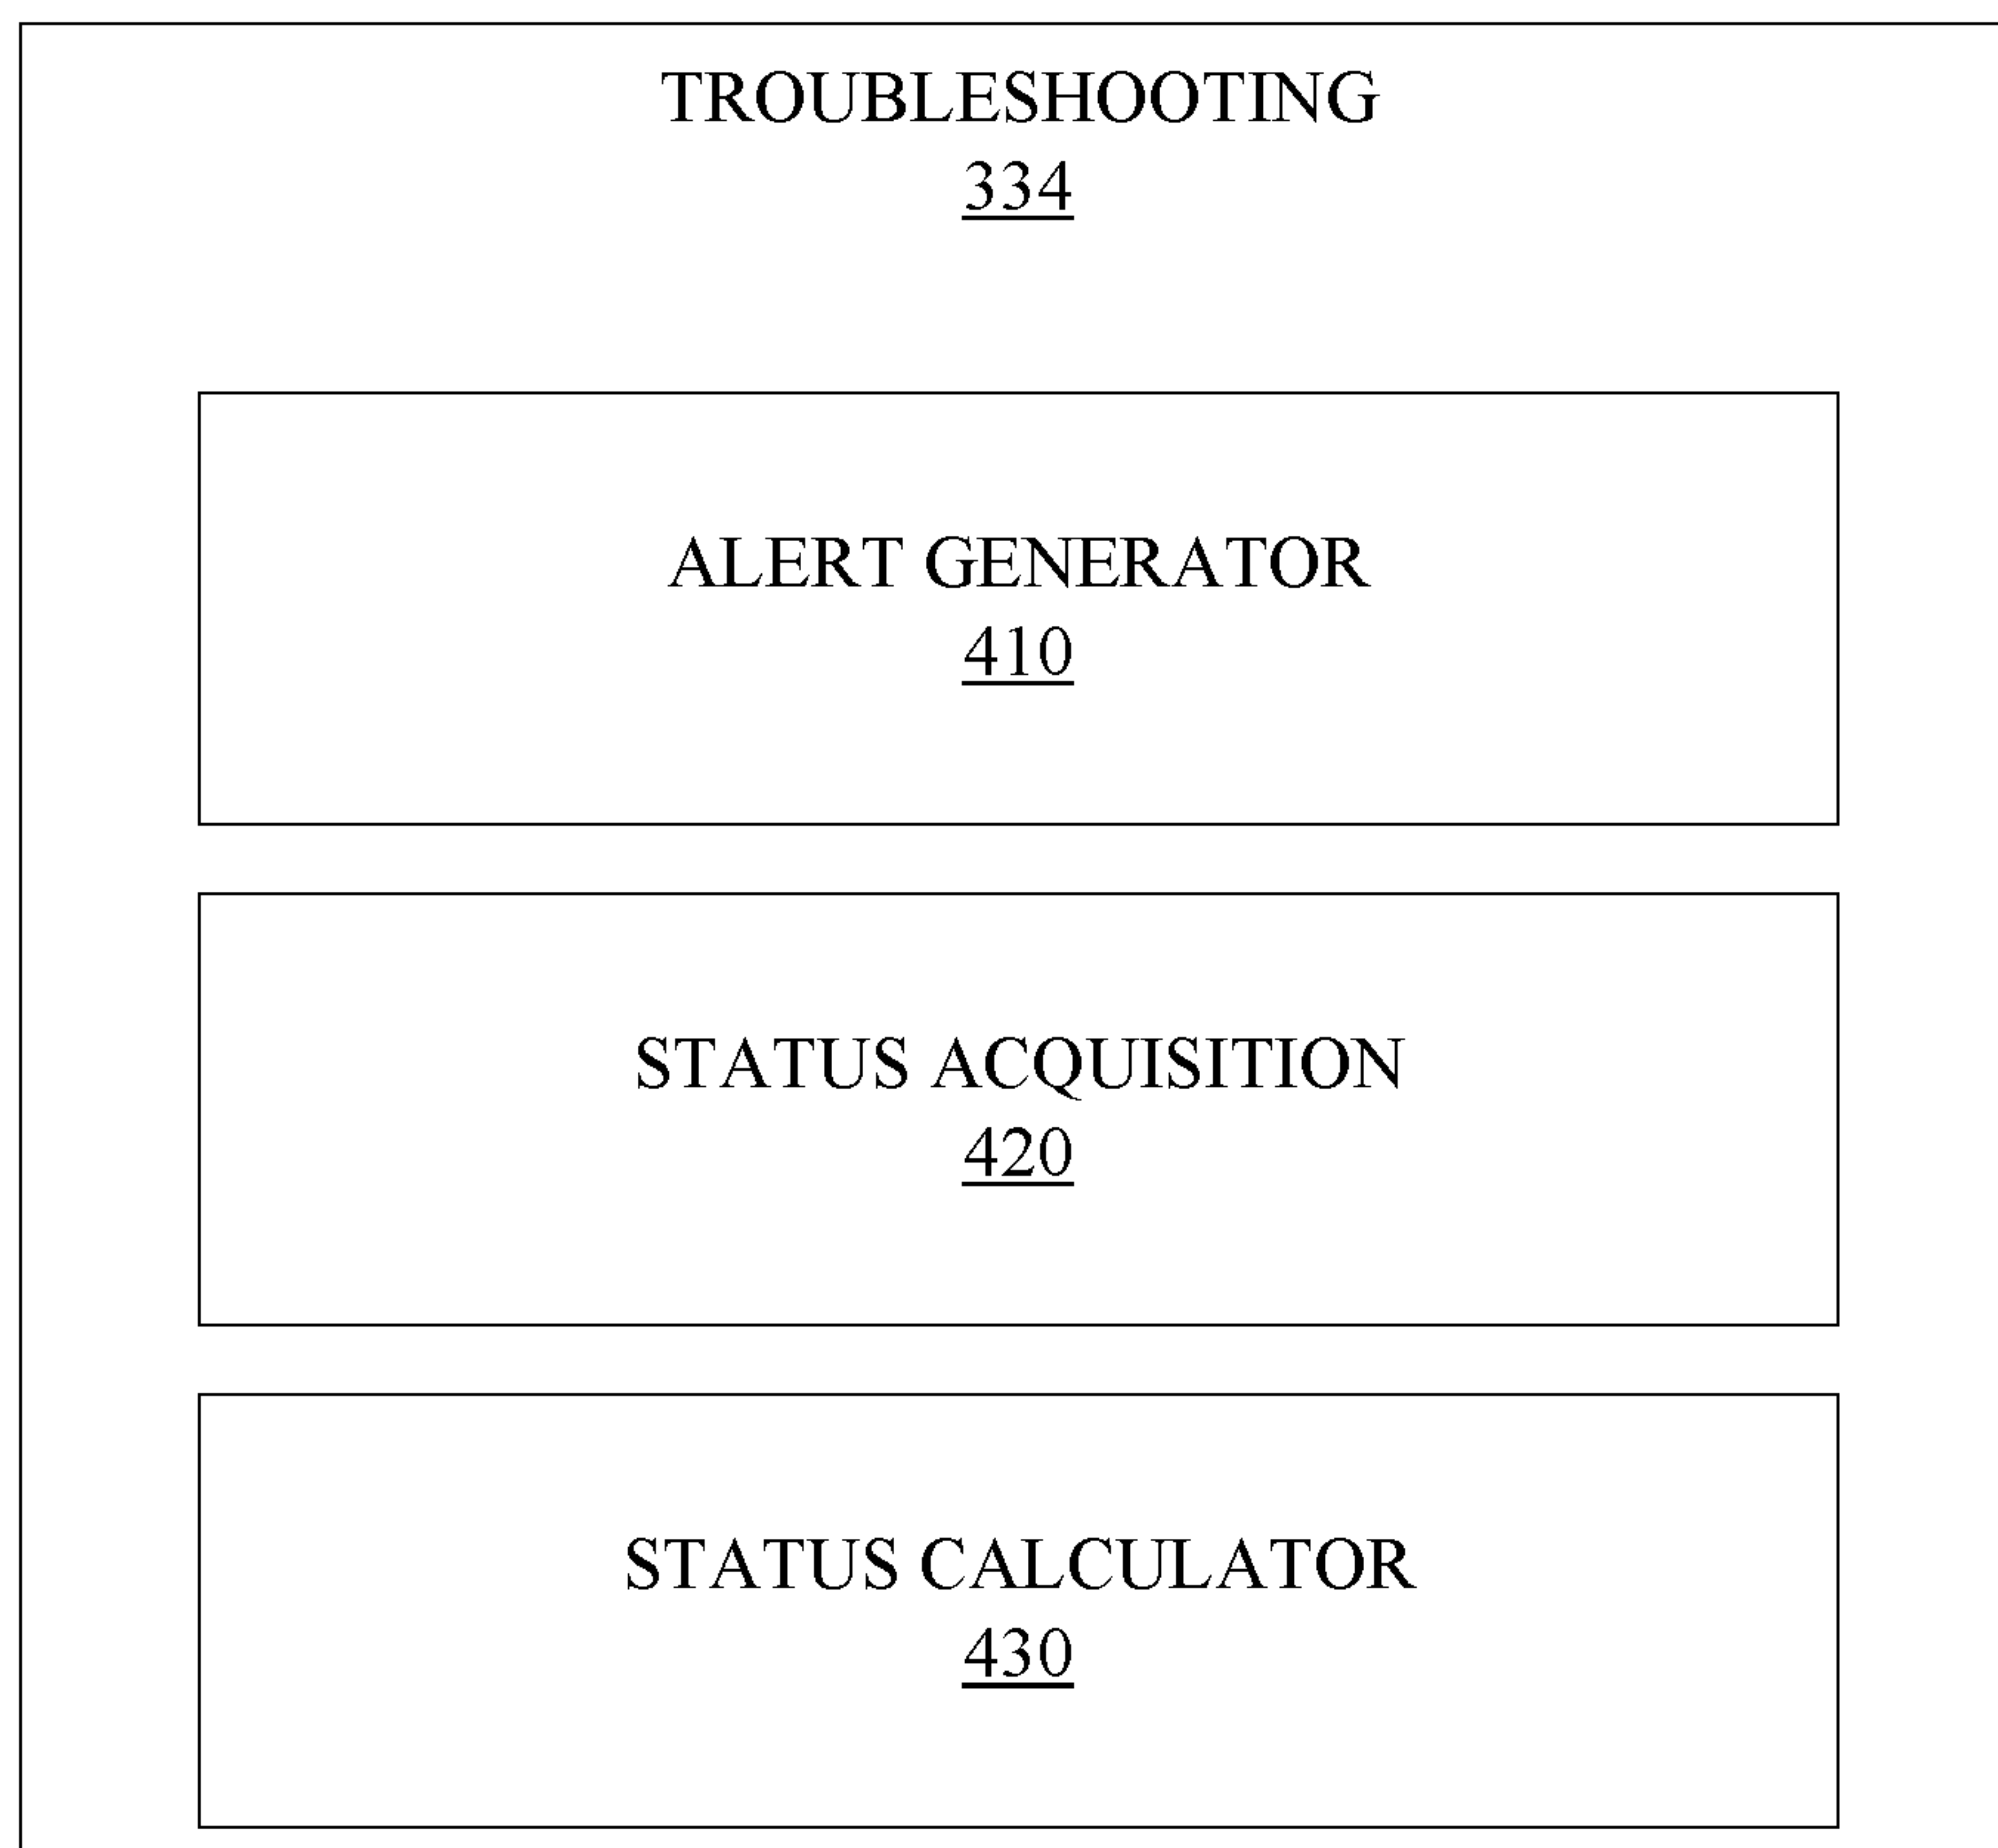 TROUBLESHOOTING
334
ALERT GENERATOR
410
STATUS ACQUISITION
420
STATUS CALCULATOR
430